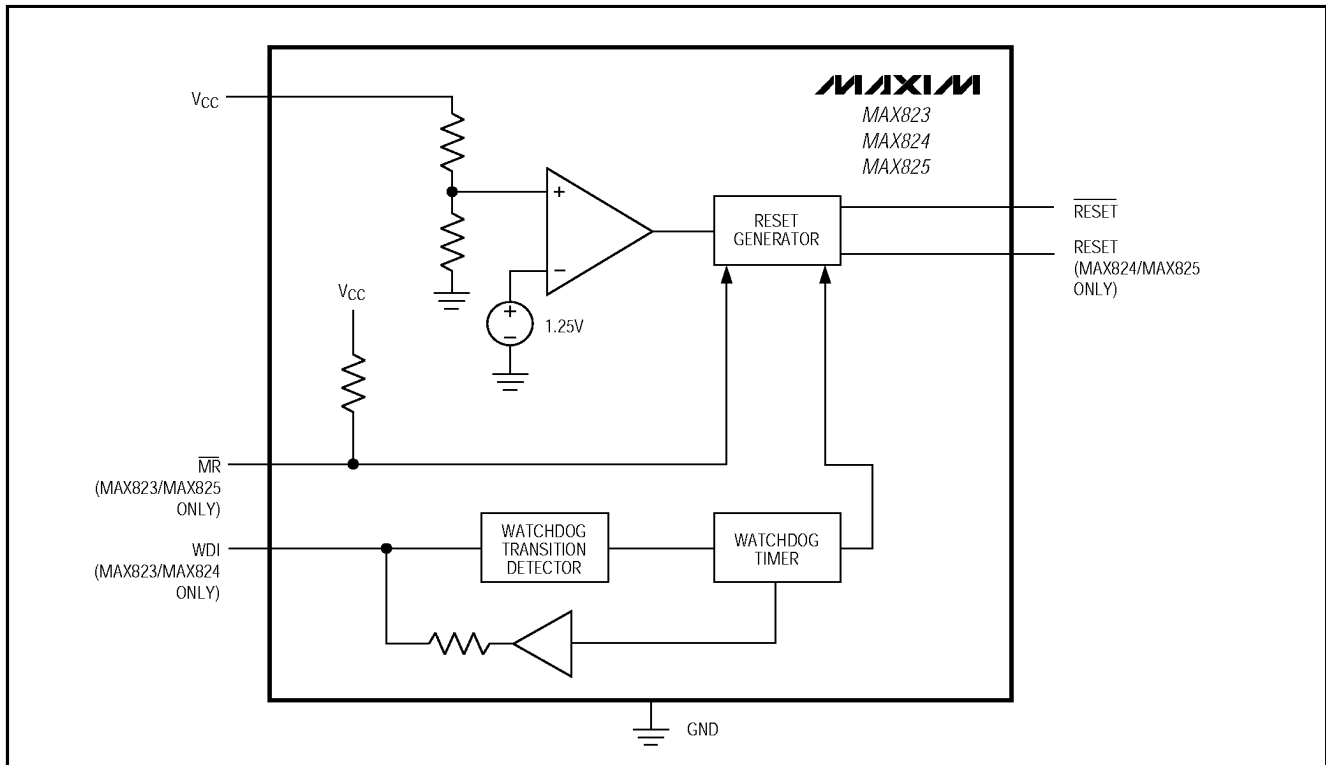 MAXIM
MAX823
MAX824
MAX825
VCC
+
−
RESET
GENERATOR
RESET
RESET
(MAX824/MAX825
ONLY)
+
−
1.25V
VCC
MR
(MAX823/MAX825
ONLY)
WDI
(MAX823/MAX824
ONLY)
WATCHDOG
TRANSITION
DETECTOR
WATCHDOG
TIMER
GND